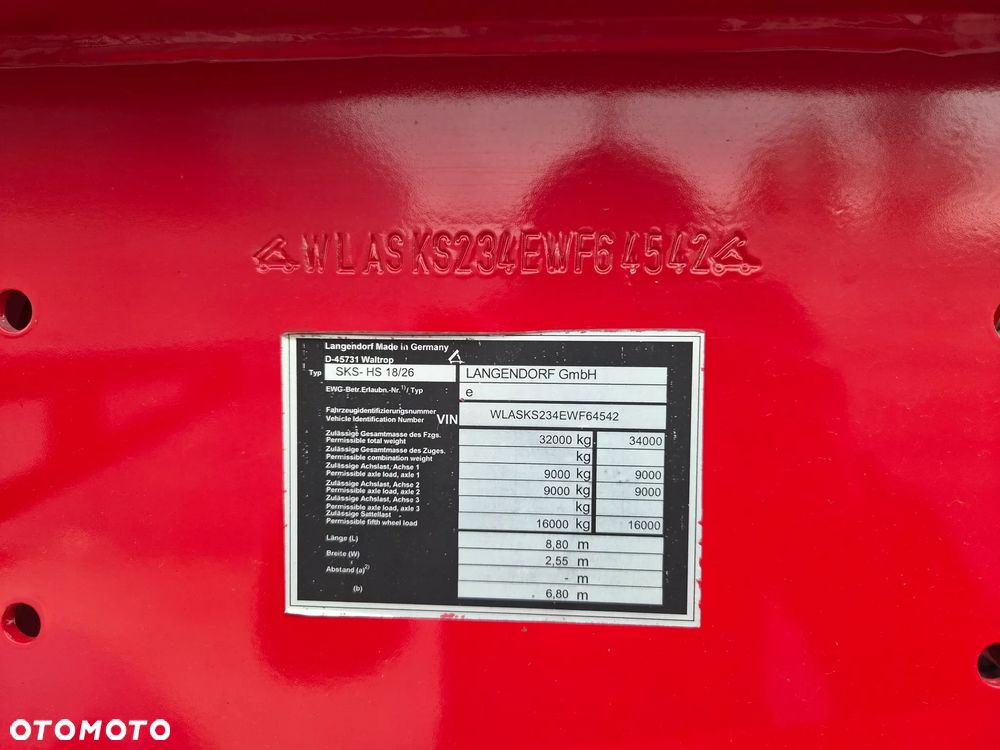 WLASKS234EWF64542
Langendorf Made in Germany
D-45731 Waltrop
Typ SKS- HS 18/26 LANGENDORF GmbH
EWG-Betr.Erlaubn.-Nr.1)/ Typ e
Fahrzeugidentifizierungsnummer
Vehicle Identification Number VIN WLASKS234EWF64542
Zulässige Gesamtmasse des Fzgs.
Permissible total weight 32000 kg 34000
Zulässige Gesamtmasse des Zuges.
Permissible combination weight kg
Zulässige Achslast, Achse 1
Permissible axle load, axle 1 9000 kg 9000
Zulässige Achslast, Achse 2
Permissible axle load, axle 2 9000 kg 9000
Zulässige Achslast, Achse 3
Permissible axle load, axle 3 kg
Zulässige Sattellast
Permissible fifth wheel load 16000 kg 16000
Länge (L) 8,80 m
Breite (W) 2,55 m
Abstand (a)2) - m
(b) 6,80 m
OTOMOTO